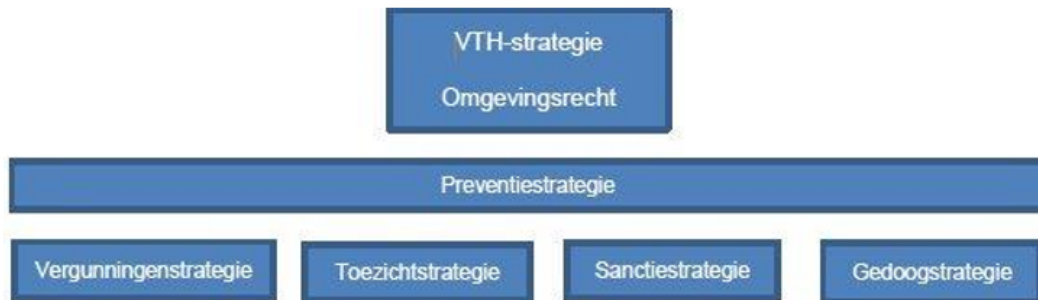 VTH-strategie
Omgevingsrecht
Preventiestrategie
Vergunningenstrategie
Toezichtstrategie
Sanctiestrategie
Gedoogstrategie